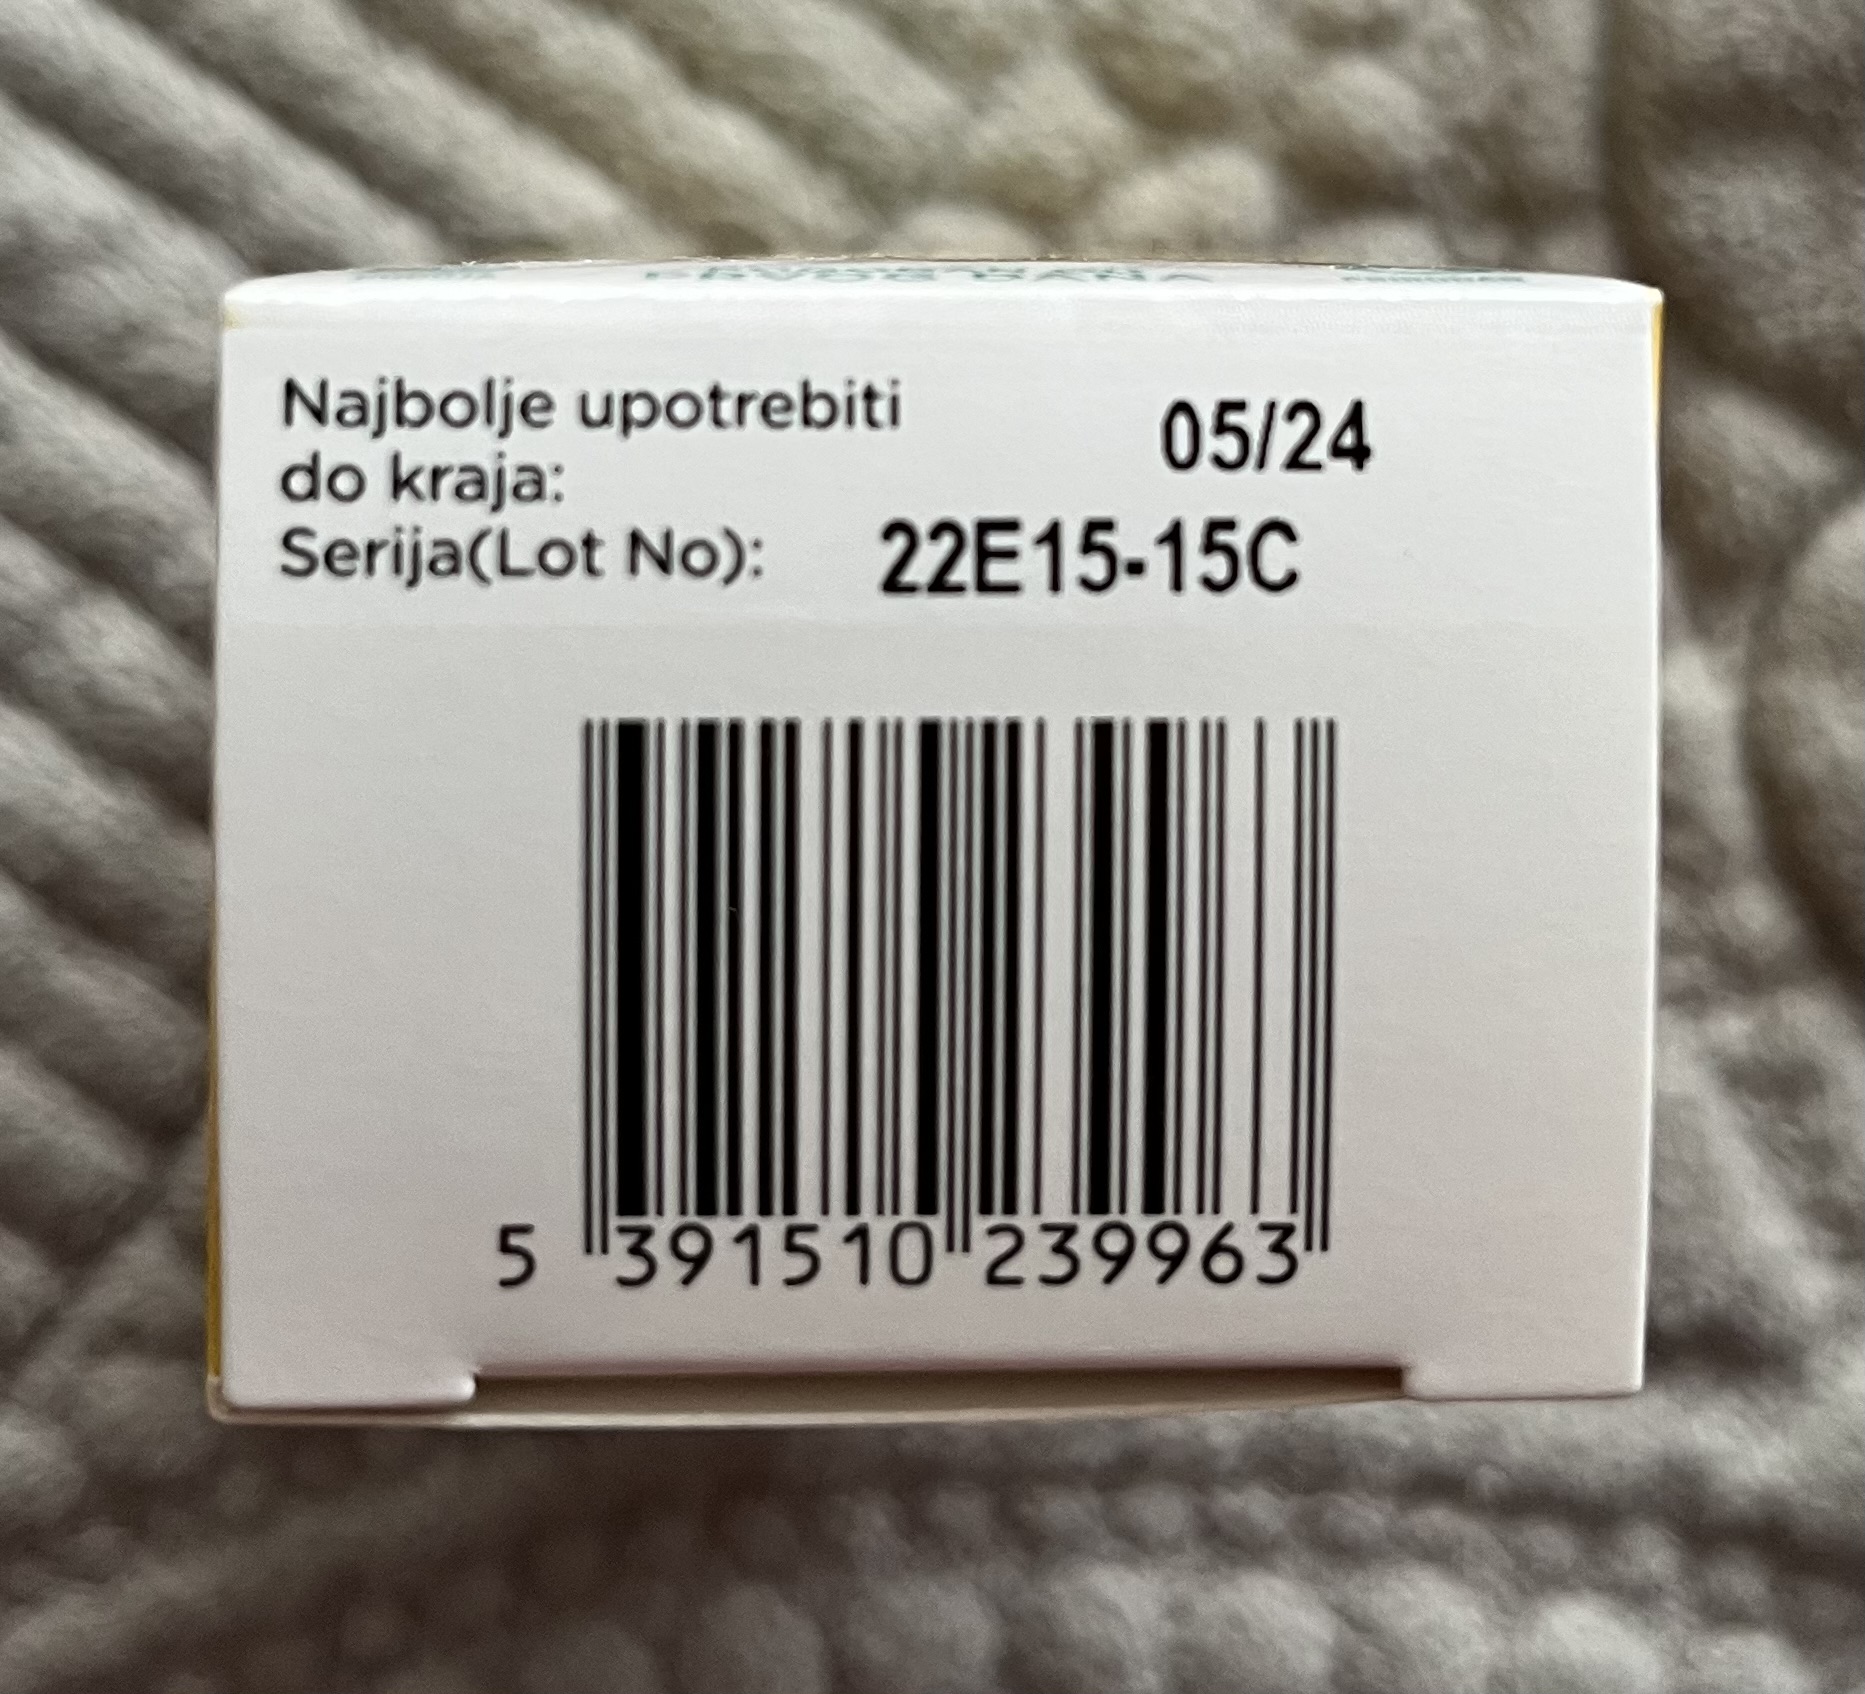 Najbolje upotrebiti
do kraja:
05/24
Serija(Lot No): 22E15-15C
5 391510 239963